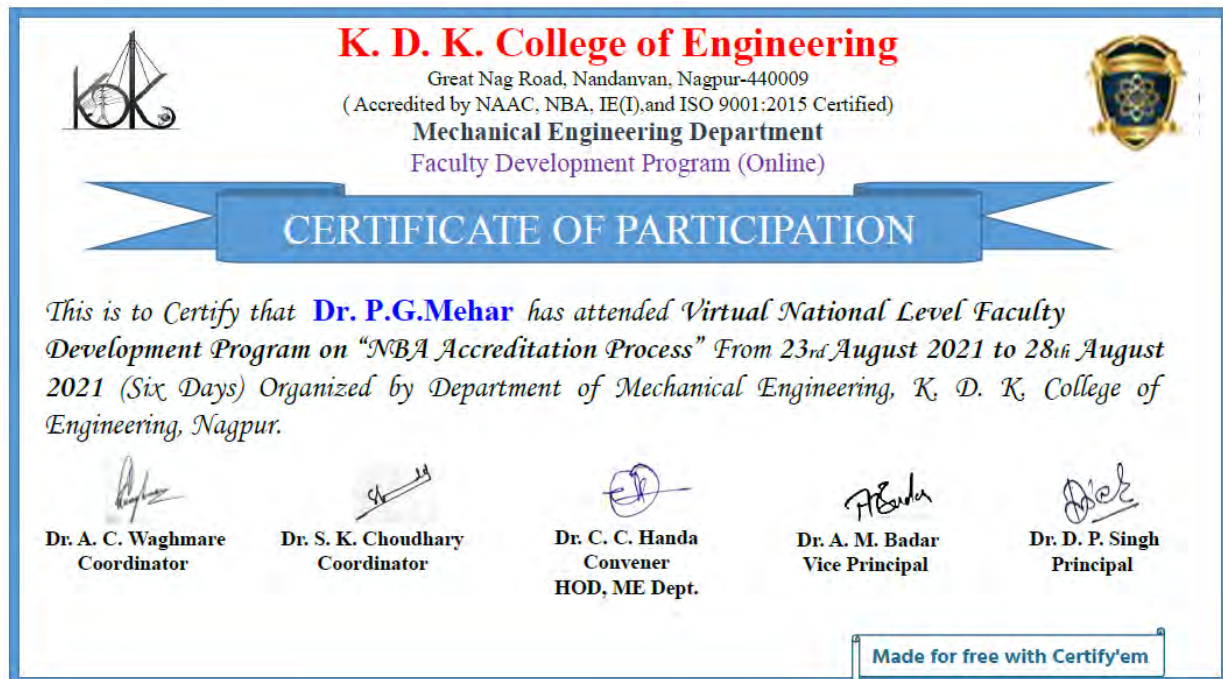 KDK
K. D. K. College of Engineering
Great Nag Road, Nandanvan, Nagpur-440009
( Accredited by NAAC, NBA, IE(I),and ISO 9001:2015 Certified)
Mechanical Engineering Department
Faculty Development Program (Online)
CERTIFICATE OF PARTICIPATION
This is to Certify that Dr. P.G.Mehar has attended Virtual National Level Faculty
Development Program on “NBA Accreditation Process” From 23rd August 2021 to 28th August
2021 (Six Days) Organized by Department of Mechanical Engineering, K. D. K. College of
Engineering, Nagpur.
Dr. A. C. Waghmare Dr. S. K. Choudhary Dr. C. C. Handa Dr. A. M. Badar Dr. D. P. Singh
Coordinator Coordinator Convener Vice Principal Principal
HOD, ME Dept.
Made for free with Certify'em